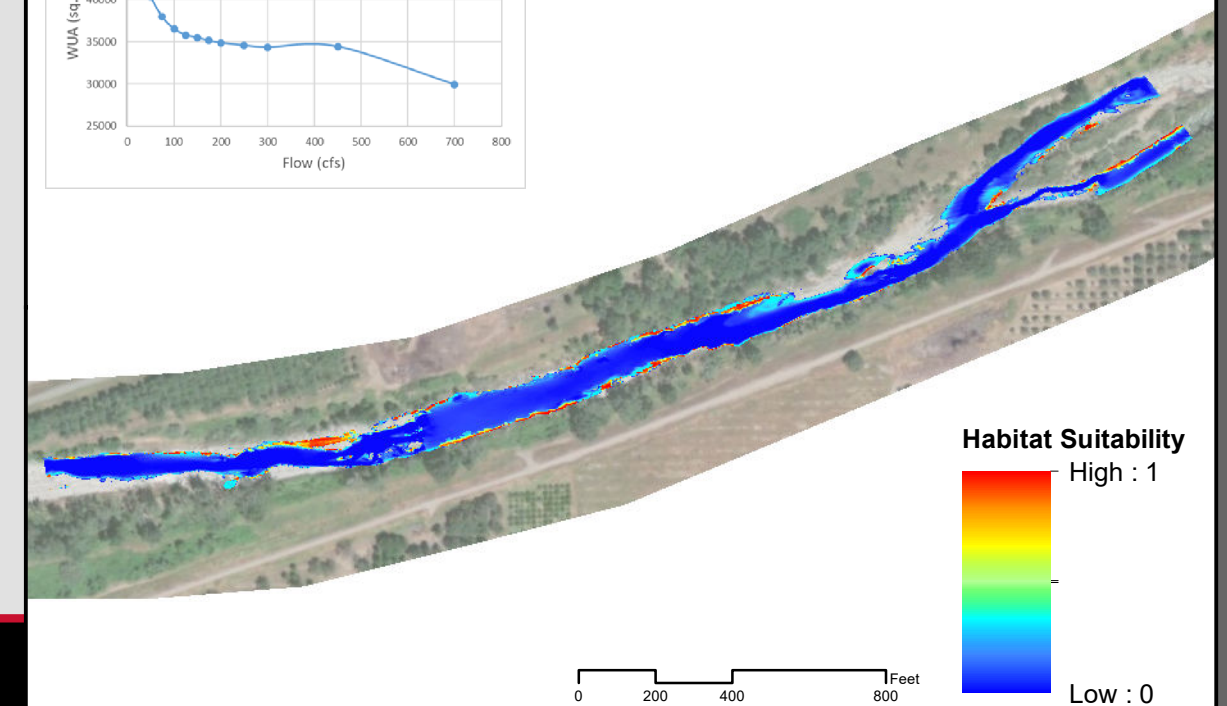 40000
WUA (sq.
35000
30000
25000
0 100 200 300 400 500 600 700 800
Flow (cfs)
Habitat Suitability
High : 1
Low : 0
Feet
0 200 400 800